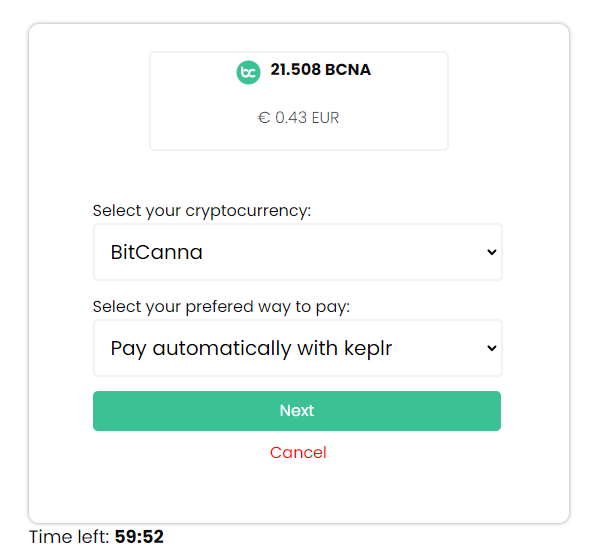 bc 21.508 BCNA
€ 0.43 EUR
Select your cryptocurrency:
BitCanna
Select your prefered way to pay:
Pay automatically with keplr
Next
Cancel
Time left: 59:52